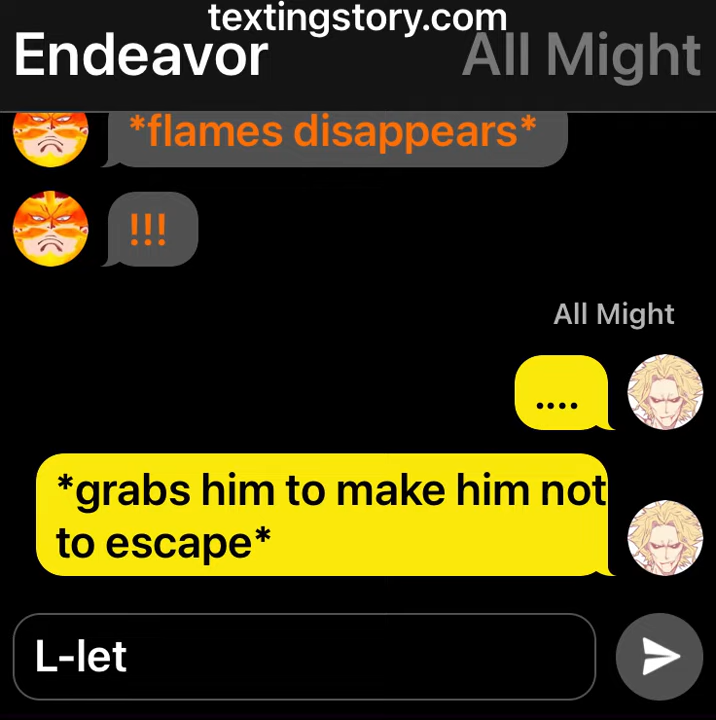 textingstory.com
Endeavor All Might
*flames disappears*
!!!
All Might
....
*grabs him to make him not
to escape*
L-let